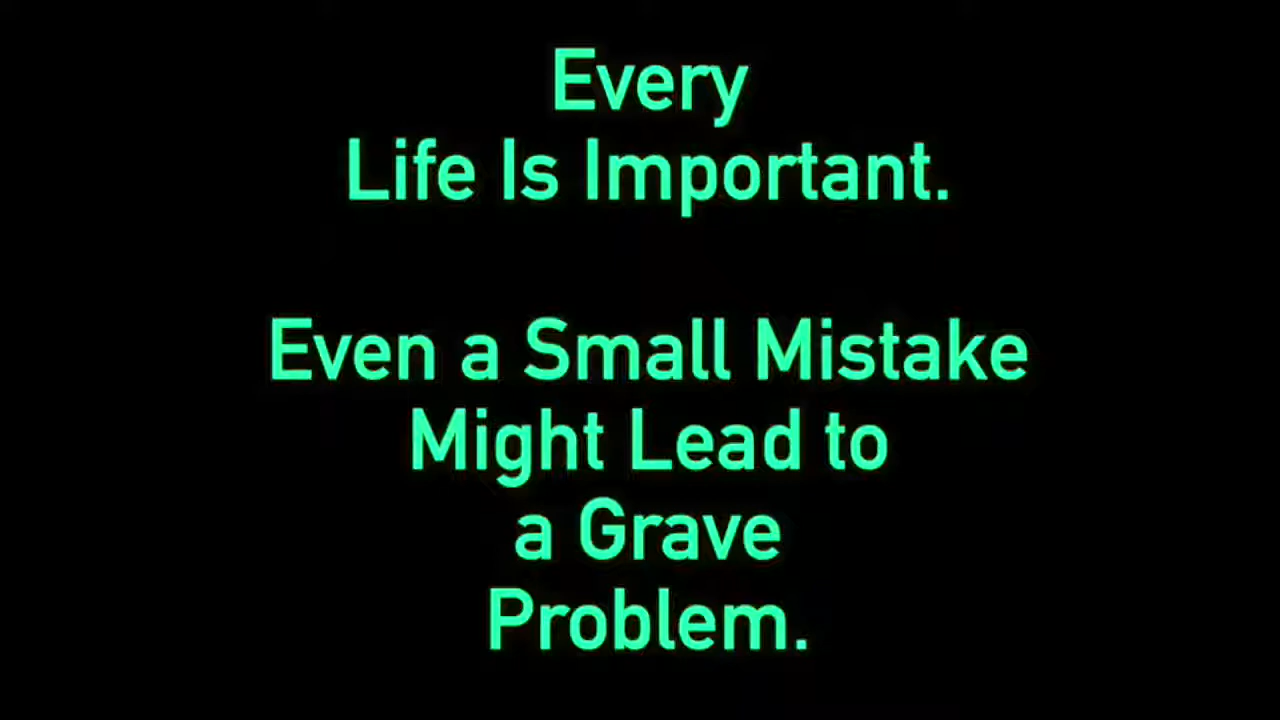 Every
Life Is Important.
Even a Small Mistake
Might Lead to
a Grave
Problem.